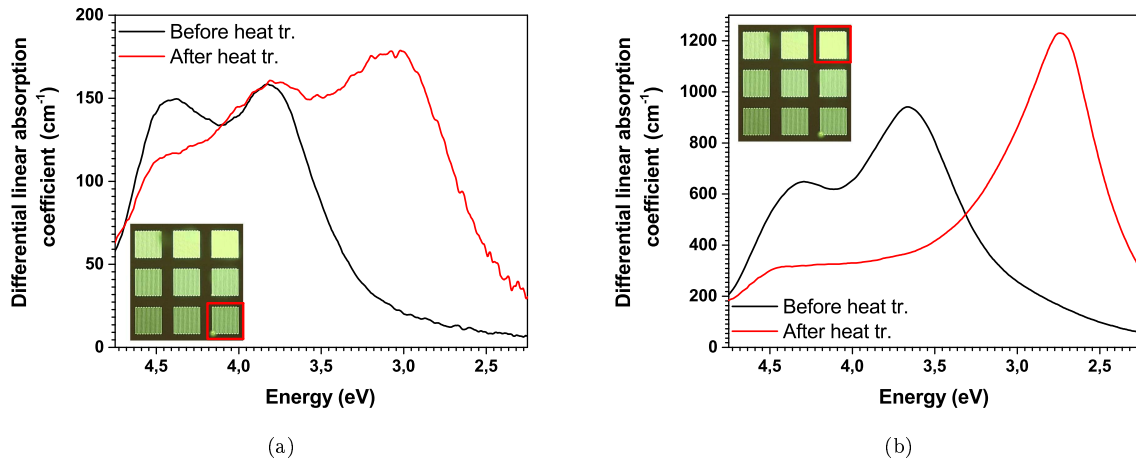 200
150
100
50
0
Differential linear absorption
coefficient (cm⁻¹)
Before heat tr.
After heat tr.
4,5
4,0
3,5
3,0
2,5
Energy (eV)
(a)
1200
1000
800
600
400
200
0
Differential linear absorption
coefficient (cm⁻¹)
Before heat tr.
After heat tr.
4,5
4,0
3,5
3,0
2,5
Energy (eV)
(b)